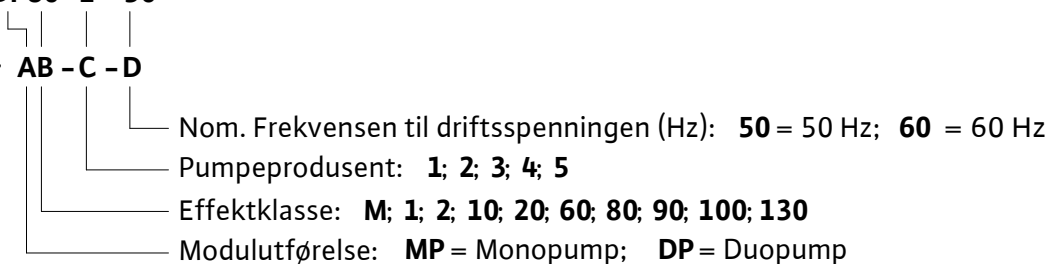 AB – C – D
Nom. Frekvensen til driftsspenningen (Hz): 50 = 50 Hz; 60 = 60 Hz
Pumpeprodusent: 1; 2; 3; 4; 5
Effektklasse: M; 1; 2; 10; 20; 60; 80; 90; 100; 130
Modulutførelse: MP = Monopump; DP = Duopump